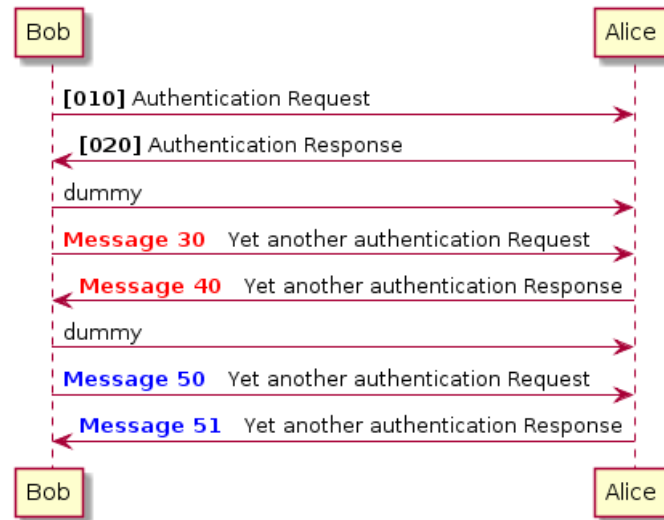 Bob Alice
[010] Authentication Request
[020] Authentication Response
dummy
Message 30 Yet another authentication Request
Message 40 Yet another authentication Response
dummy
Message 50 Yet another authentication Request
Message 51 Yet another authentication Response
Bob Alice